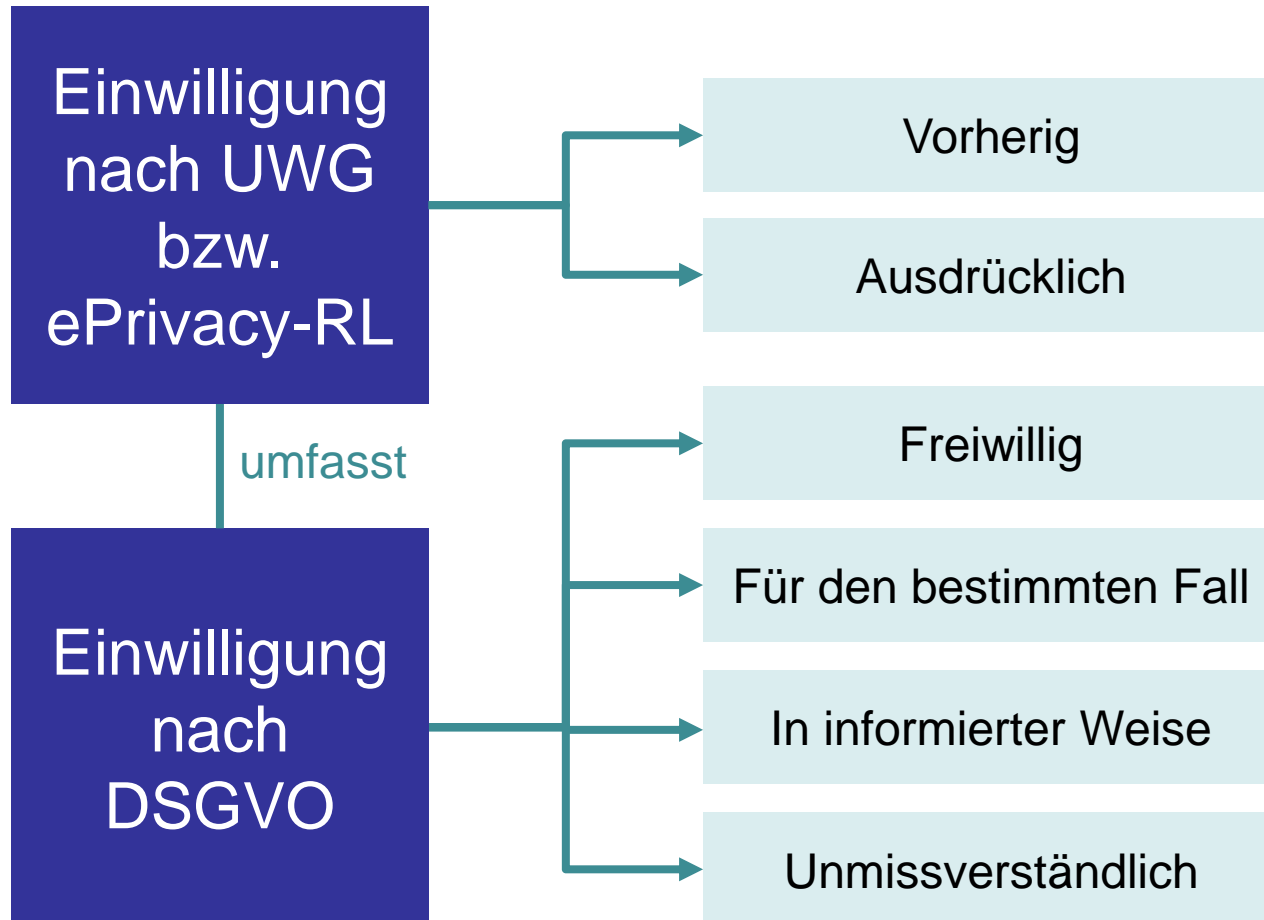 Einwilligung
nach UWG
bzw.
ePrivacy-RL
Vorherig
Ausdrücklich
umfasst
Einwilligung
nach
DSGVO
Freiwillig
Für den bestimmten Fall
In informierter Weise
Unmissverständlich